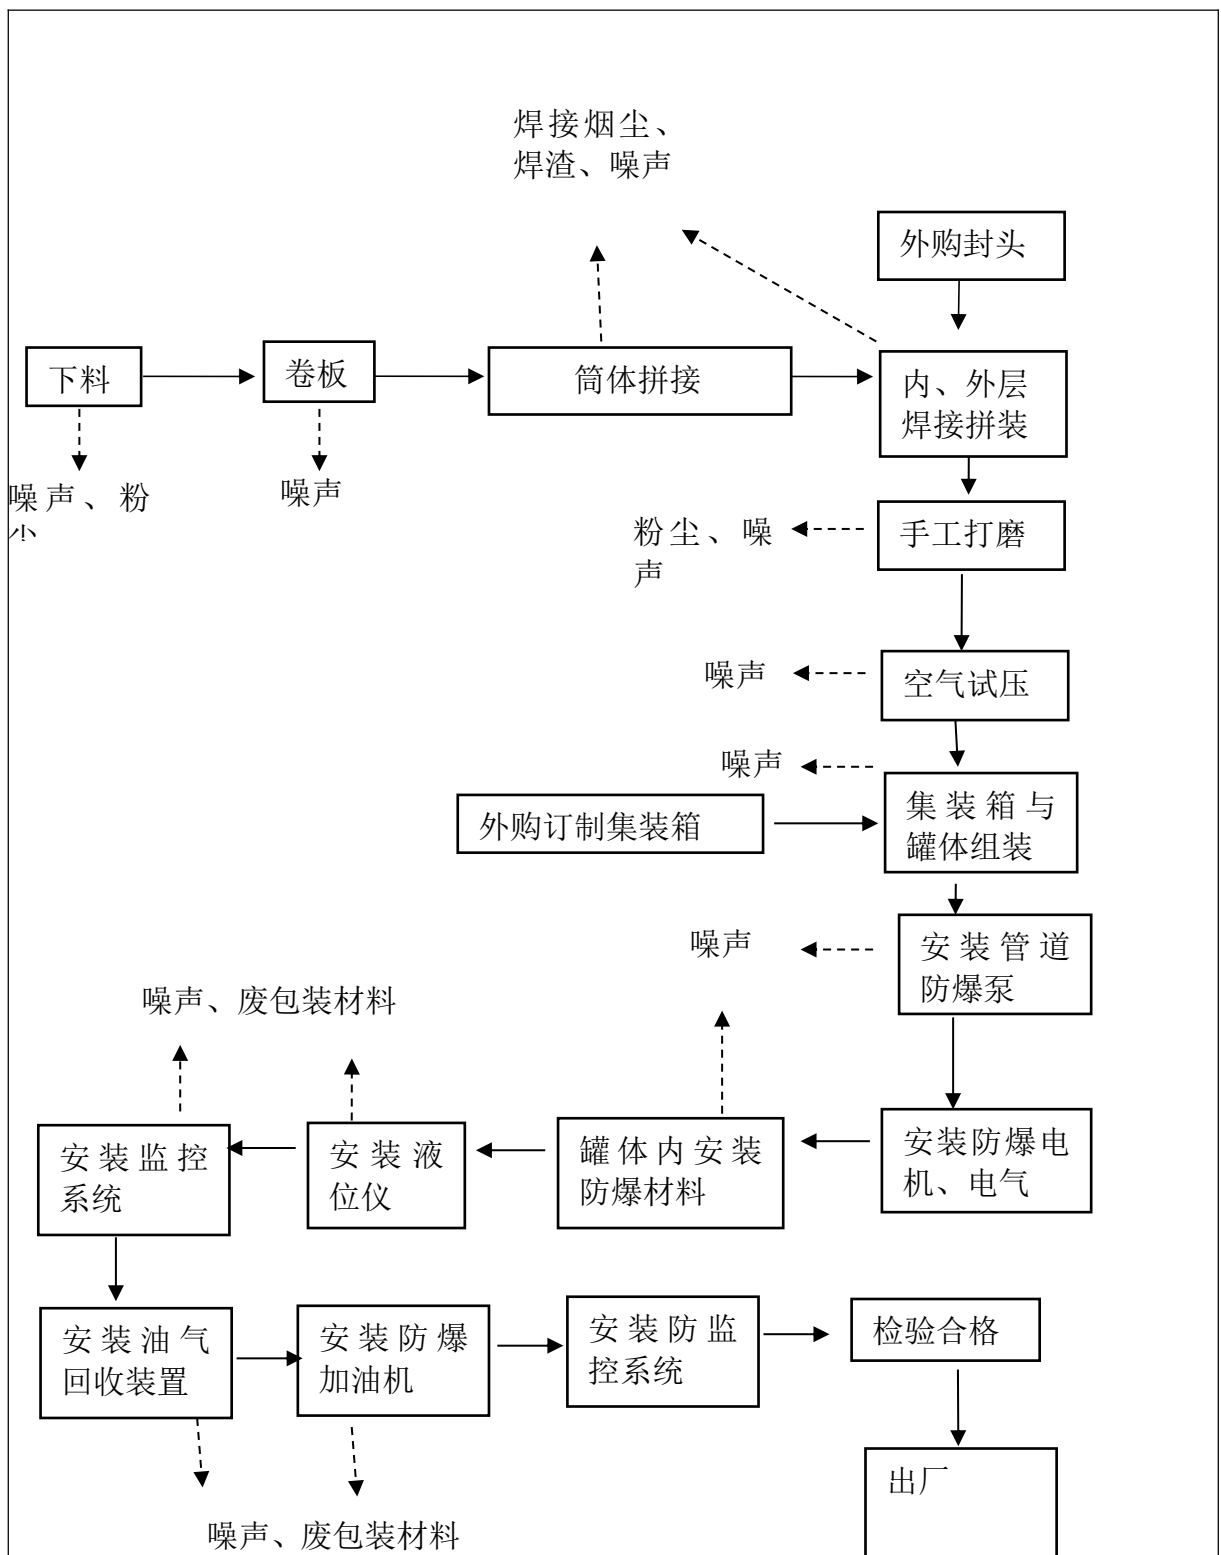 焊接烟尘、
焊渣、噪声
外购封头
下料
卷板
筒体拼接
内、外层
焊接拼装
噪声、粉
噪声
粉尘、噪
声
手工打磨
噪声
空气试压
噪声
外购订制集装箱
集装箱与
罐体组装
噪声
安装管道
防爆泵
噪声、废包装材料
安装监控
系统
安装液
位仪
罐体内安装
防爆材料
安装防爆电
机、电气
安装油气
回收装置
安装防爆
加油机
安装防监
控系统
检验合格
出厂
噪声、废包装材料